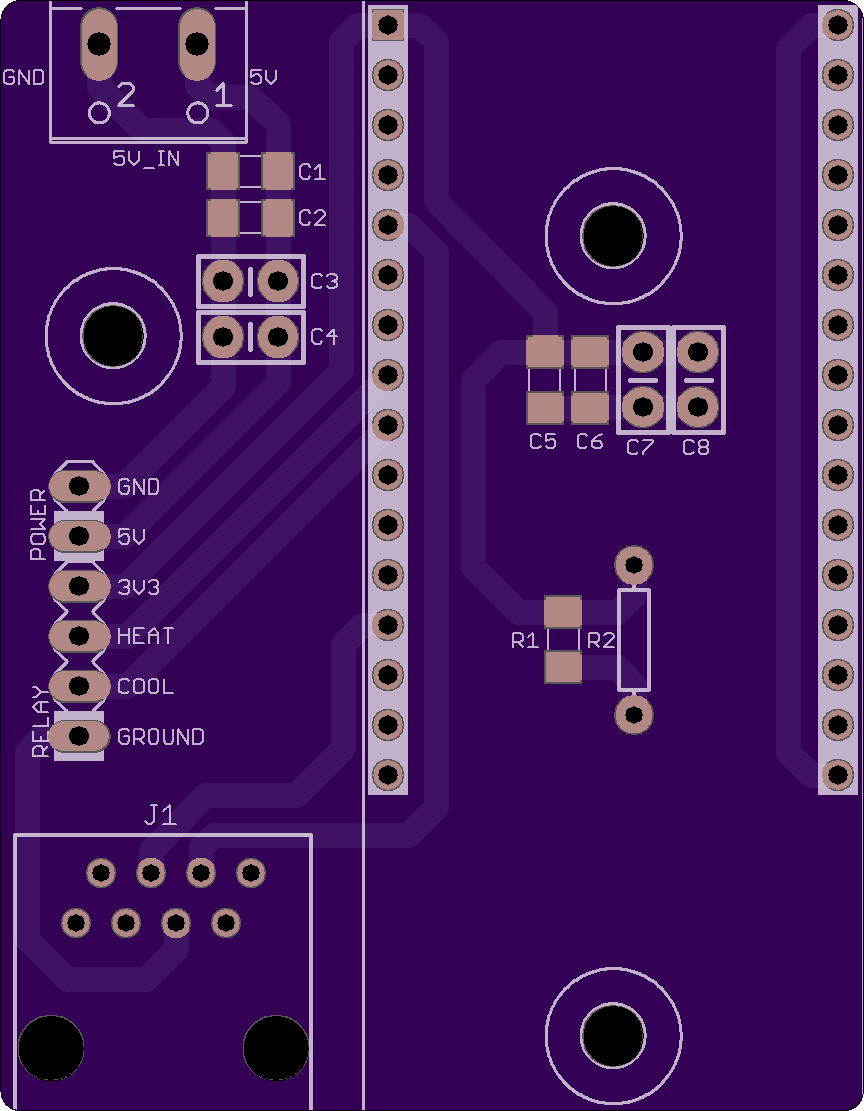 GND
2
1
5V
5V_IN
C1
C2
C3
C4
C5
C6
C7
C8
POWER
GND
5V
3V3
HEAT
COOL
GROUND
RELAY
R1
R2
J1